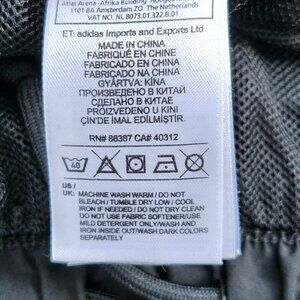 Atlas Arena - Afrika Building
1101 BA Amsterdam ZO The Netherlands
VAT NO. NL 8073.01.322.B.01
ET: adidas Imports and Exports Ltd
MADE IN CHINA
FABRIQUÉ EN CHINE
FABRICADO EN CHINA
FABRICADO NA CHINA
GYÁRTVA: KÍNA
ПРОИЗВЕДЕНО В КИТАЙ
СДЕЛАНО В КИТАЕ
PROIZVEDENO U KINI
ÇİN'DE İMAL EDİLMİŞTİR.
RN# 88387 CA# 40312
40
US /
UK: MACHINE WASH WARM / DO NOT
BLEACH / TUMBLE DRY LOW / COOL
IRON IF NEEDED / DO NOT DRY CLEAN
DO NOT USE FABRIC SOFTENER/USE
MILD DETERGENT ONLY/WASH AND
IRON INSIDE OUT/WASH DARK COLORS
SEPARATELY